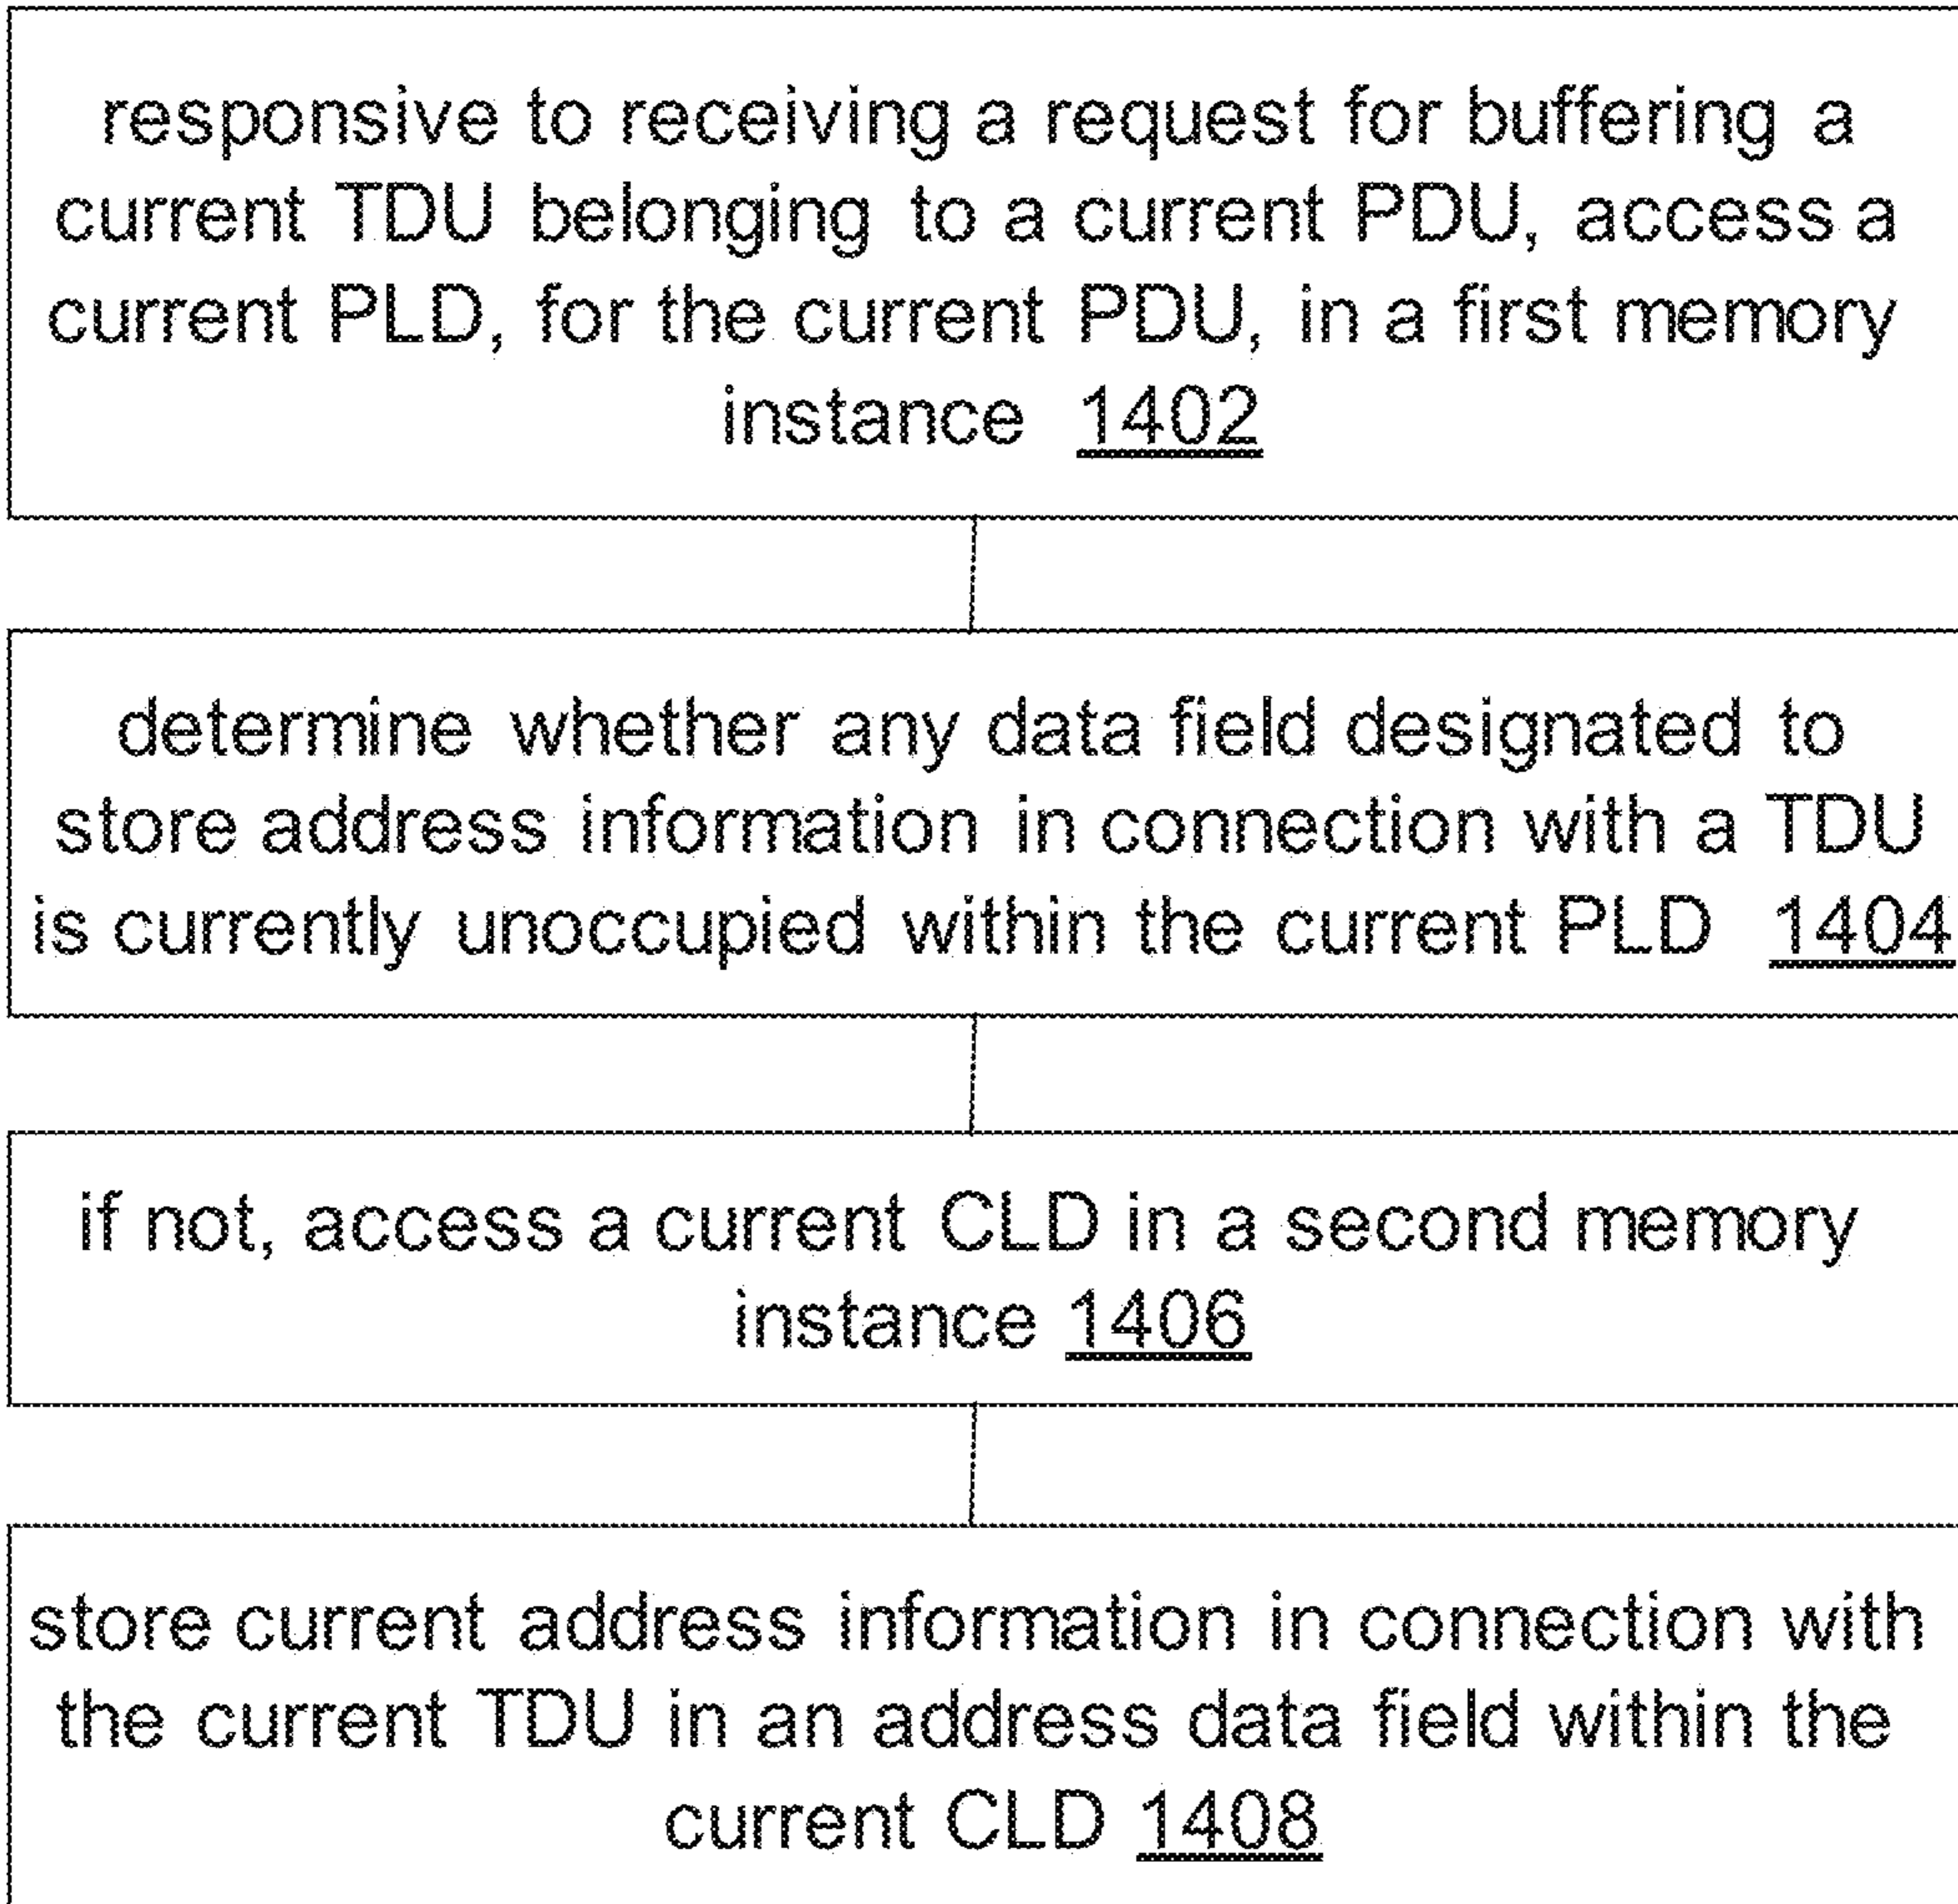 responsive to receiving a request for buffering a
current TDU belonging to a current PDU, access a
current PLD, for the current PDU, in a first memory
instance 1402
determine whether any data field designated to
store address information in connection with a TDU
is currently unoccupied within the current PLD 1404
if not, access a current CLD in a second memory
instance 1406
store current address information in connection with
the current TDU in an address data field within the
current CLD 1408